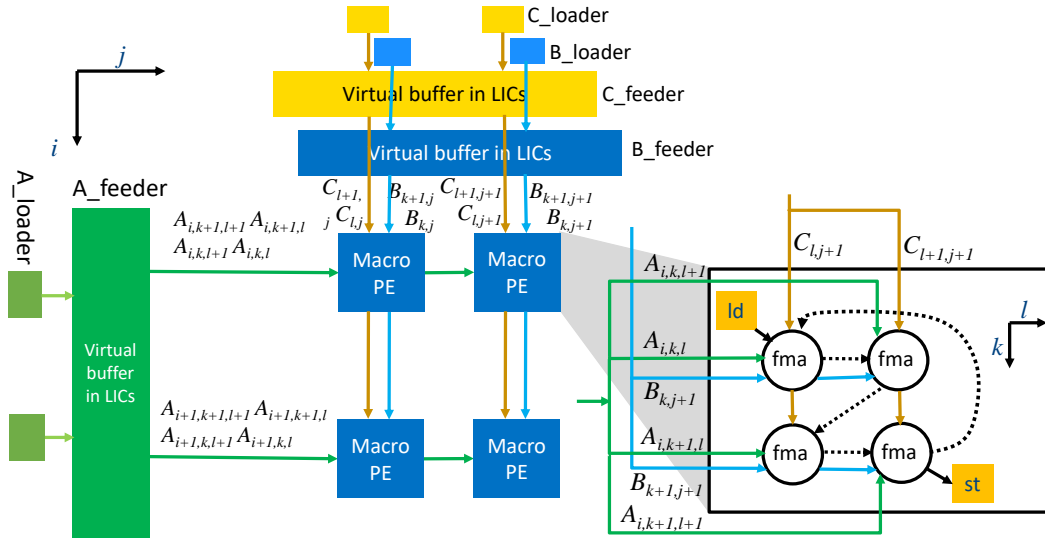 C_loader
B_loader
j
Virtual buffer in LICs
C_feeder
i
Virtual buffer in LICs
B_feeder
A_loader
A_feeder
C_{l+1,j} C_{l,j}
B_{k+1,j}
B_{k,j}
C_{l+1,j+1}
C_{l,j+1}
B_{k+1,j+1}
B_{k,j+1}
A_{i,k+1,l+1} A_{i,k+1,l}
A_{i,k,l+1} A_{i,k,l}
Macro
PE
Macro
PE
Virtual
buffer
in LICs
A_{i+1,k+1,l+1} A_{i+1,k+1,l}
A_{i+1,k,l+1} A_{i+1,k,l}
Macro
PE
Macro
PE
C_{l,j+1}
C_{l+1,j+1}
A_{i,k,l+1}
ld
l
k
A_{i,k,l}
fma
fma
B_{k,j+1}
A_{i,k+1,l}
fma
fma
B_{k+1,j+1}
st
A_{i,k+1,l+1}